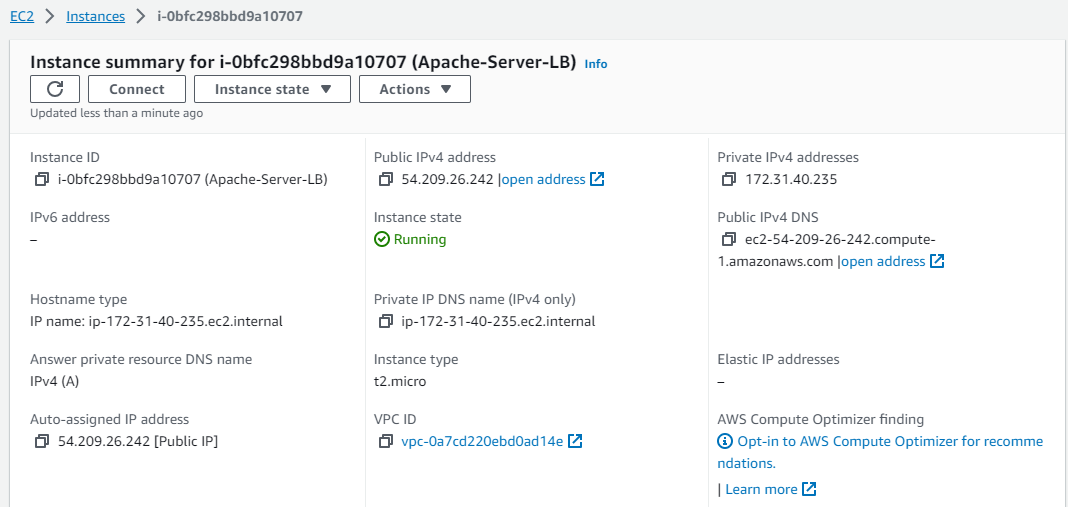 EC2 > Instances > i-0bfc298bbd9a10707
Instance summary for i-0bfc298bbd9a10707 (Apache-Server-LB) Info
Connect Instance state ▼ Actions ▼
Updated less than a minute ago
Instance ID
i-0bfc298bbd9a10707 (Apache-Server-LB)
Public IPv4 address
54.209.26.242 |open address
Private IPv4 addresses
172.31.40.235
IPv6 address
–
Instance state
Running
Public IPv4 DNS
ec2-54-209-26-242.compute-
1.amazonaws.com |open address
Hostname type
IP name: ip-172-31-40-235.ec2.internal
Private IP DNS name (IPv4 only)
ip-172-31-40-235.ec2.internal
Answer private resource DNS name
IPv4 (A)
Instance type
t2.micro
Elastic IP addresses
–
Auto-assigned IP address
54.209.26.242 [Public IP]
VPC ID
vpc-0a7cd220ebd0ad14e
AWS Compute Optimizer finding
Opt-in to AWS Compute Optimizer for recomme
ndations.
| Learn more